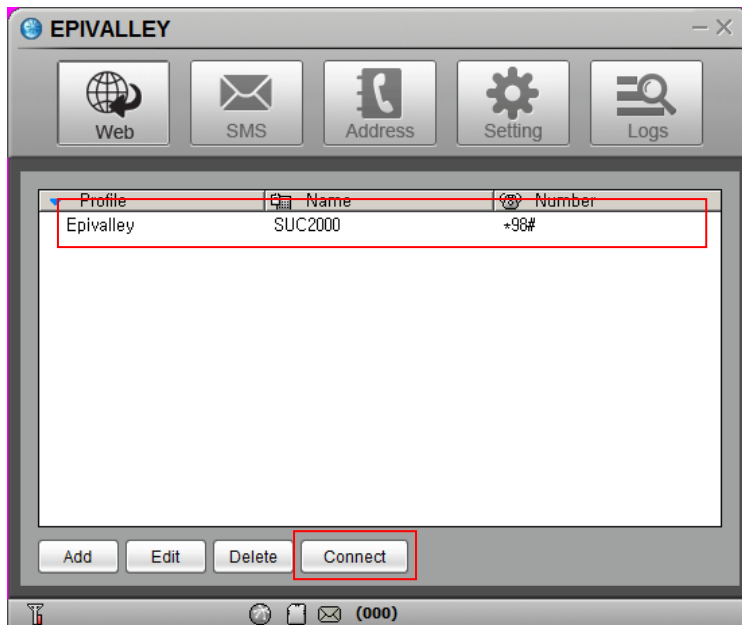 EPIVALLEY
Web SMS Address Setting Logs
Profile Name Number
Epivalley SUC2000 *98#
Add Edit Delete Connect
(000)